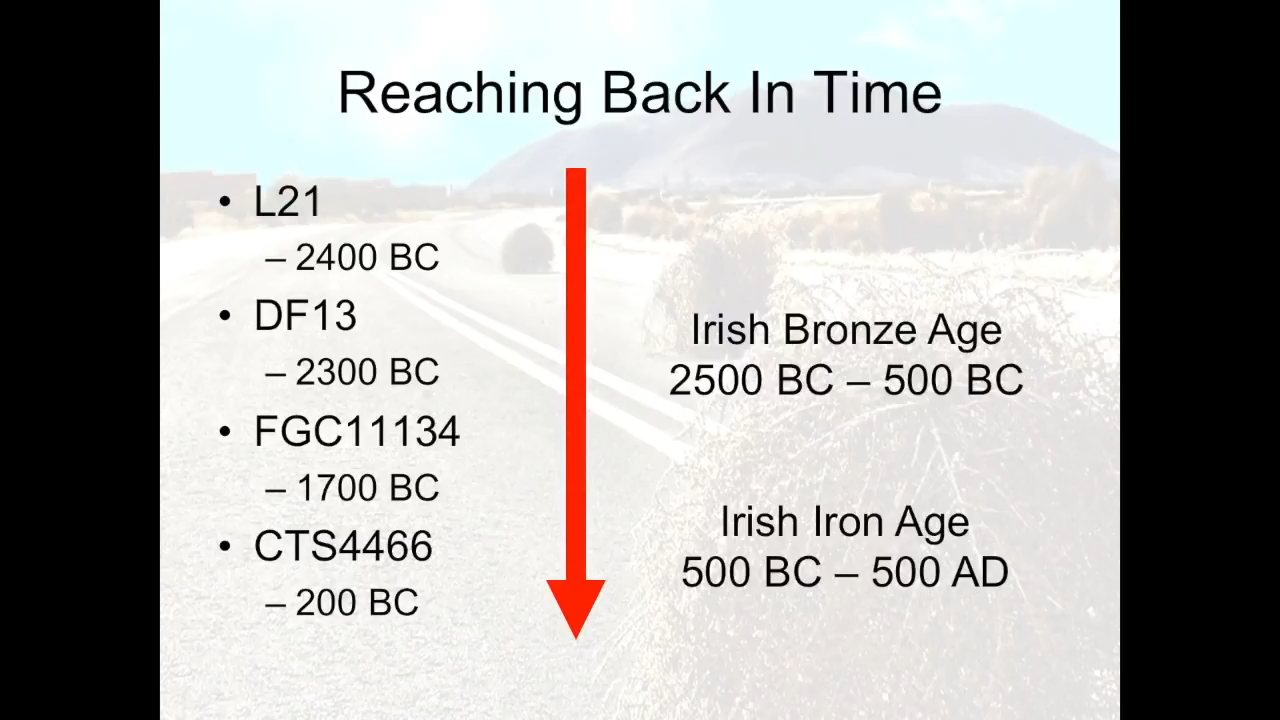 Reaching Back In Time
• L21
– 2400 BC
• DF13
– 2300 BC
• FGC11134
– 1700 BC
• CTS4466
– 200 BC
Irish Bronze Age
2500 BC – 500 BC
Irish Iron Age
500 BC – 500 AD